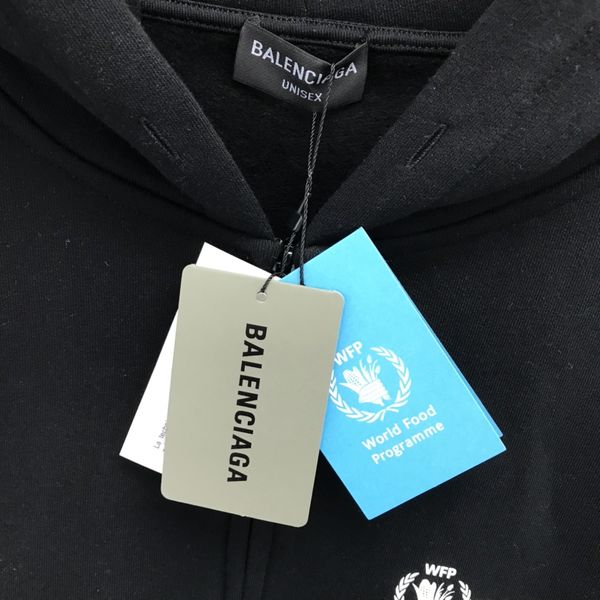 BALENCIAGA
UNISEX
BALENCIAGA
WFP
World Food
Programme
WFP